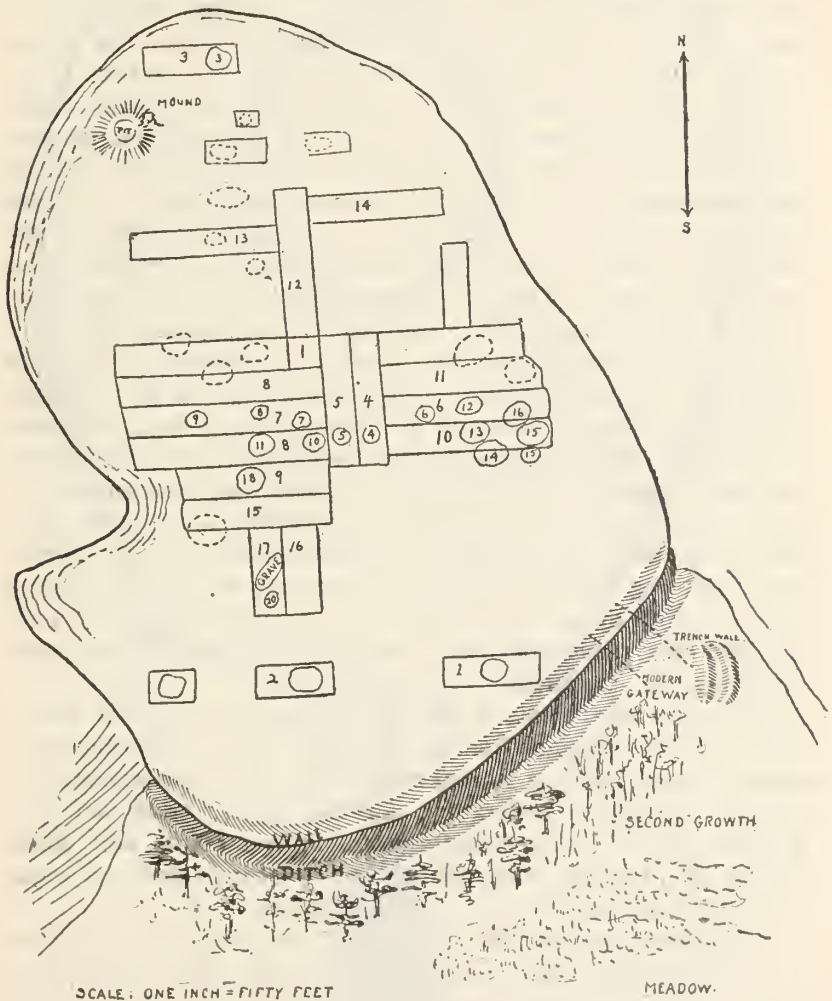 N
3 3
MOUND
PIT
S
14
13
12
1
11
8
5 4
9 8 7 7
6 6 12 16
11 8 10
5 4
10 13 15
14 15
18 9
15
17 16
GRAVE
20
TRENCH WALL.
MODERN
GATEWAY
2
1
SECOND GROWTH
WALL
DITCH
SCALE: ONE INCH = FIFTY FEET
MEADOW.